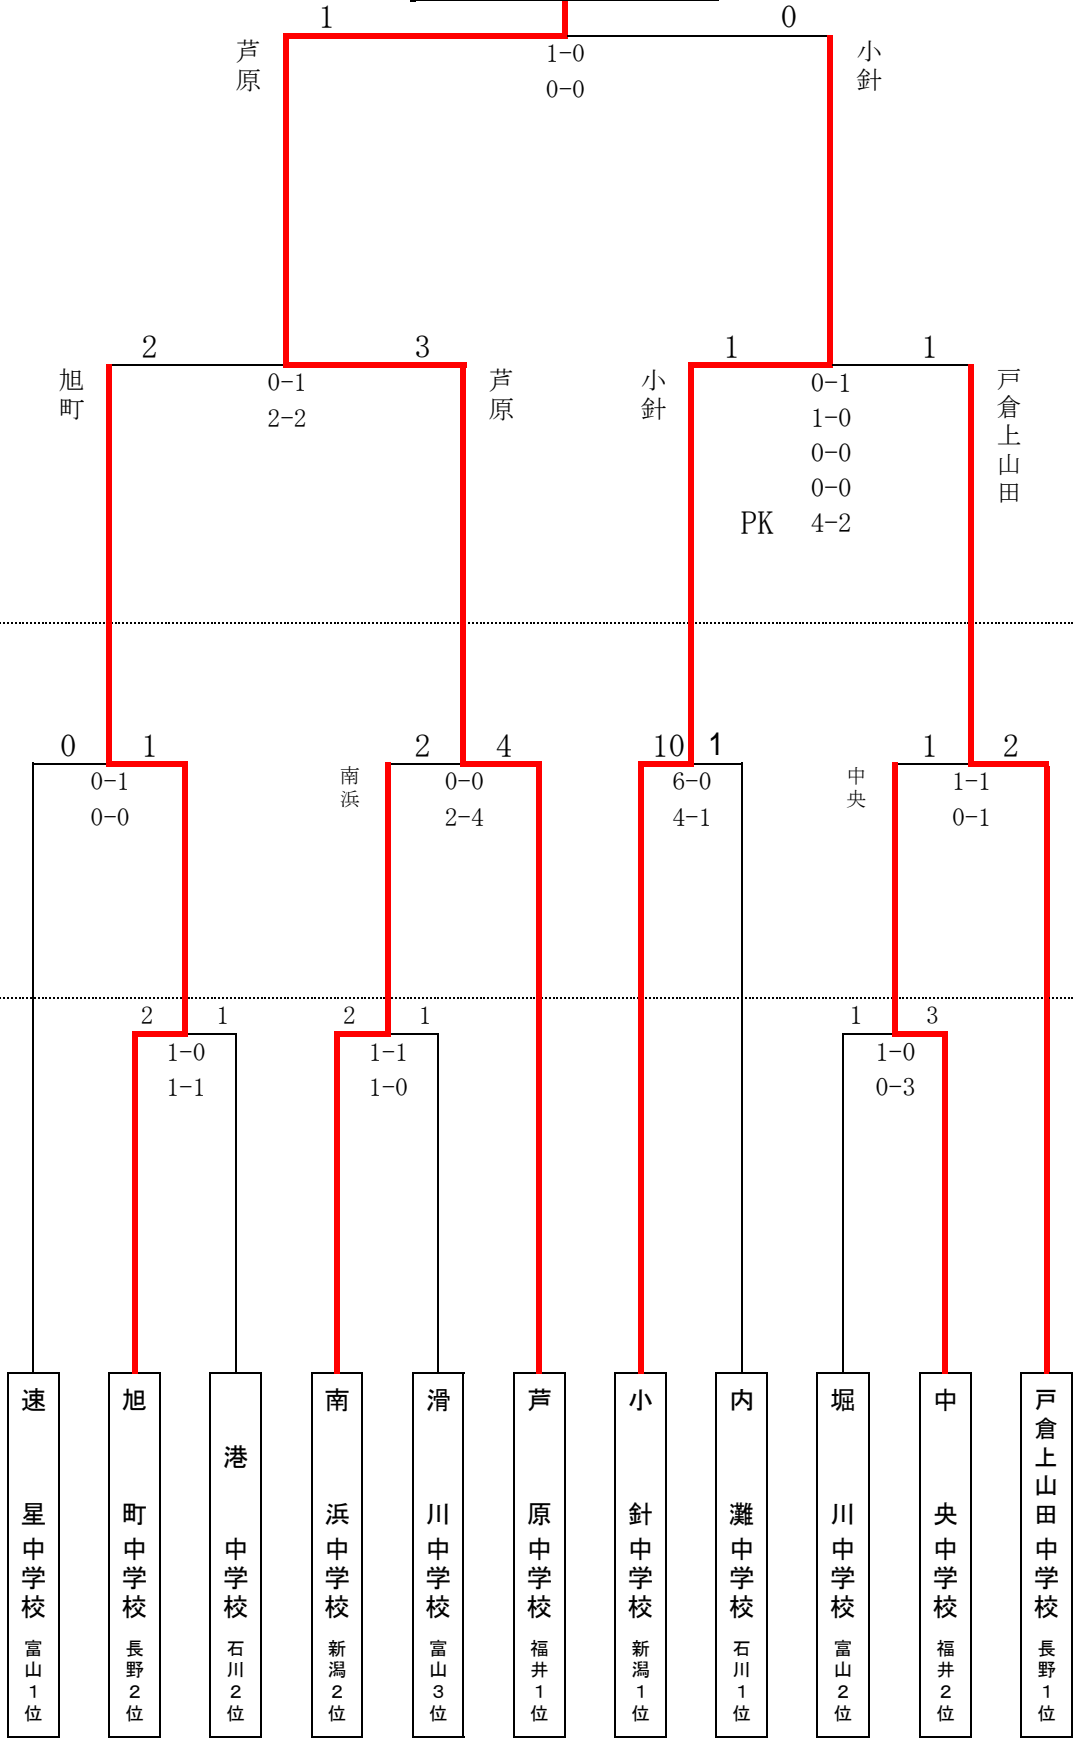 1
0
芦原
1-0
0-0
小針
2
3
1
1
旭町
0-1
2-2
芦原
小針
0-1
1-0
0-0
0-0
PK 4-2
戸倉上山田
0
1
2
4
10
1
1
2
0-1
0-0
南浜
0-0
2-4
6-0
4-1
中央
1-1
0-1
2
1
2
1
1
3
1-0
1-1
1-1
1-0
1-0
0-3
速星中学校 富山1位
旭町中学校 長野2位
港中学校 石川2位
南浜中学校 新潟2位
滑川中学校 富山3位
芦原中学校 福井1位
小針中学校 新潟1位
内灘中学校 石川1位
堀川中学校 富山2位
中央中学校 福井2位
戸倉上山田中学校 長野1位